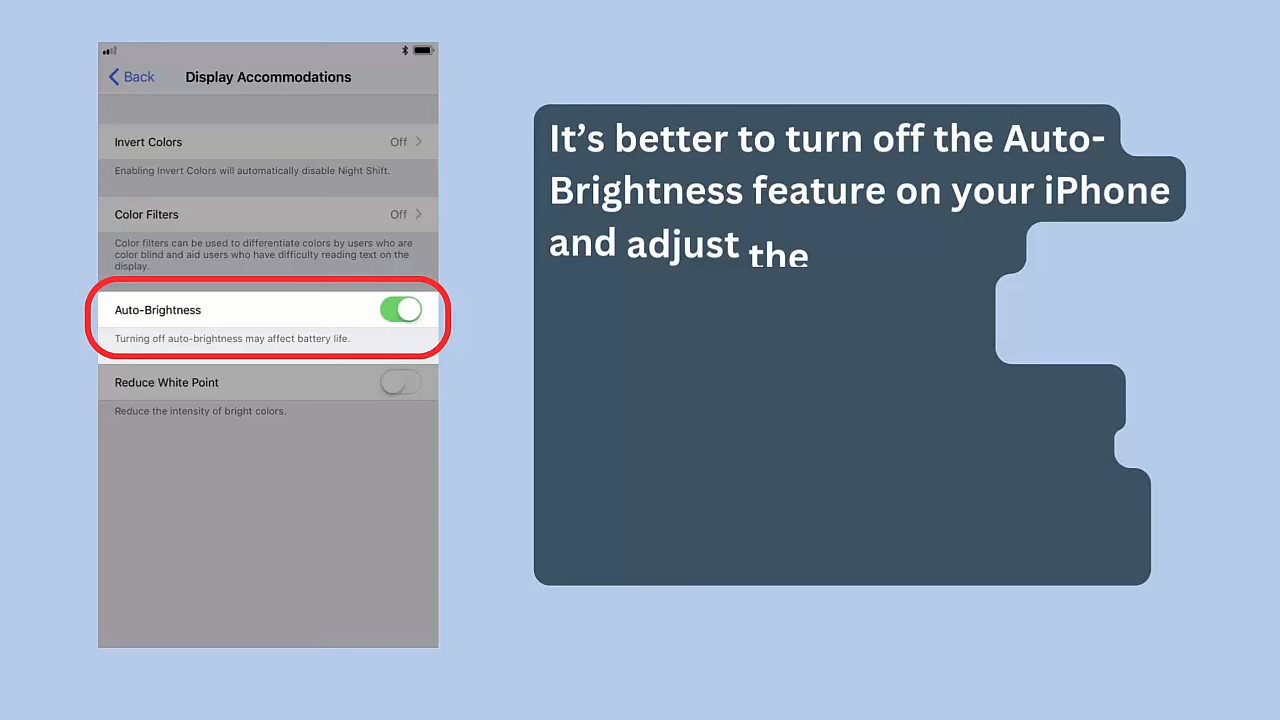 Back
Display Accommodations
Invert Colors
Off
Enabling Invert Colors will automatically disable Night Shift.
Color Filters
Off
Color filters can be used to differentiate colors by users who are
color blind and aid users who have difficulty reading text on the
display.
Auto-Brightness
Turning off auto-brightness may affect battery life.
Reduce White Point
Reduce the intensity of bright colors.
It’s better to turn off the Auto-
Brightness feature on your iPhone
and adjust the